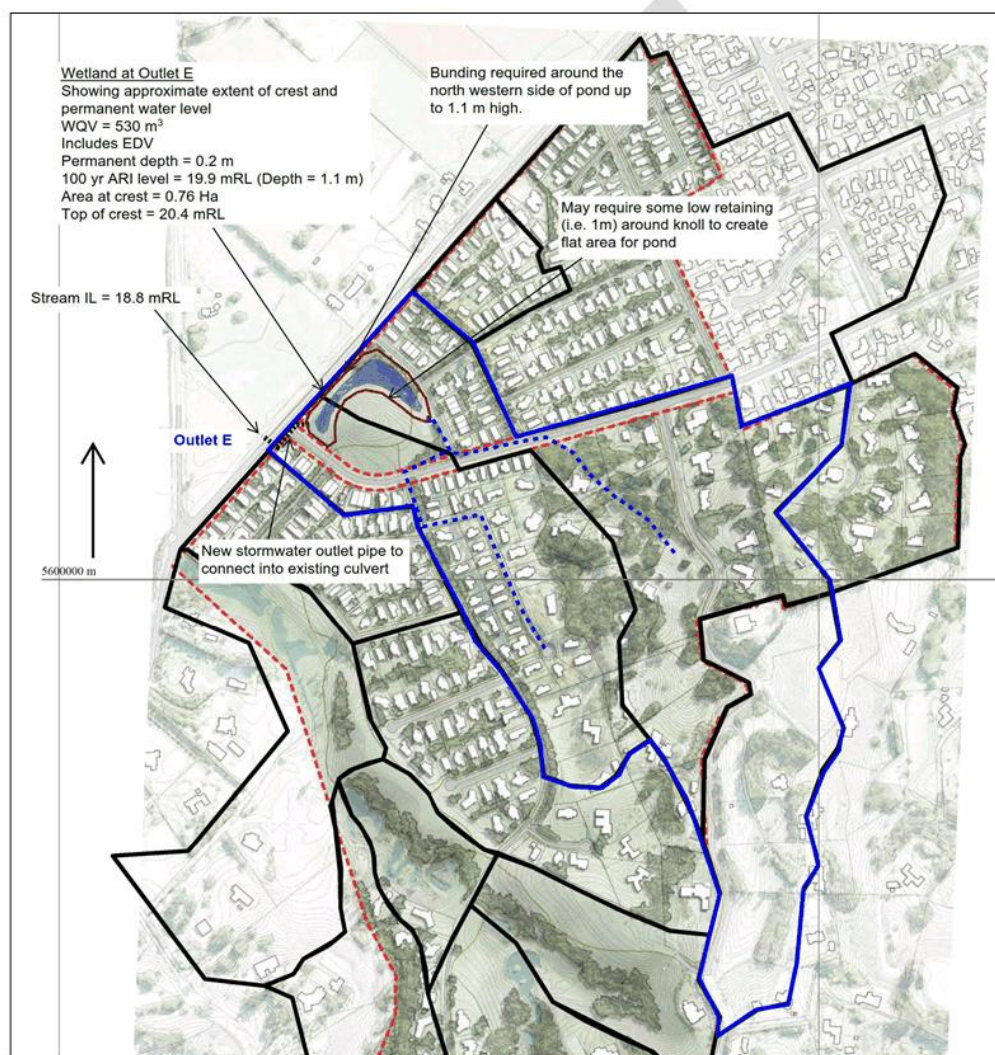 Wetland at Outlet E
Showing approximate extent of crest and
permanent water level
WQV = 530 m³
Includes EDV
Permanent depth = 0.2 m
100 yr ARI level = 19.9 mRL (Depth = 1.1 m)
Area at crest = 0.76 Ha
Top of crest = 20.4 mRL
Bunding required around the
north western side of pond up
to 1.1 m high.
May require some low retaining
(i.e. 1m) around knoll to create
flat area for pond
Stream IL = 18.8 mRL
Outlet E
New stormwater outlet pipe to
connect into existing culvert
5600000 m